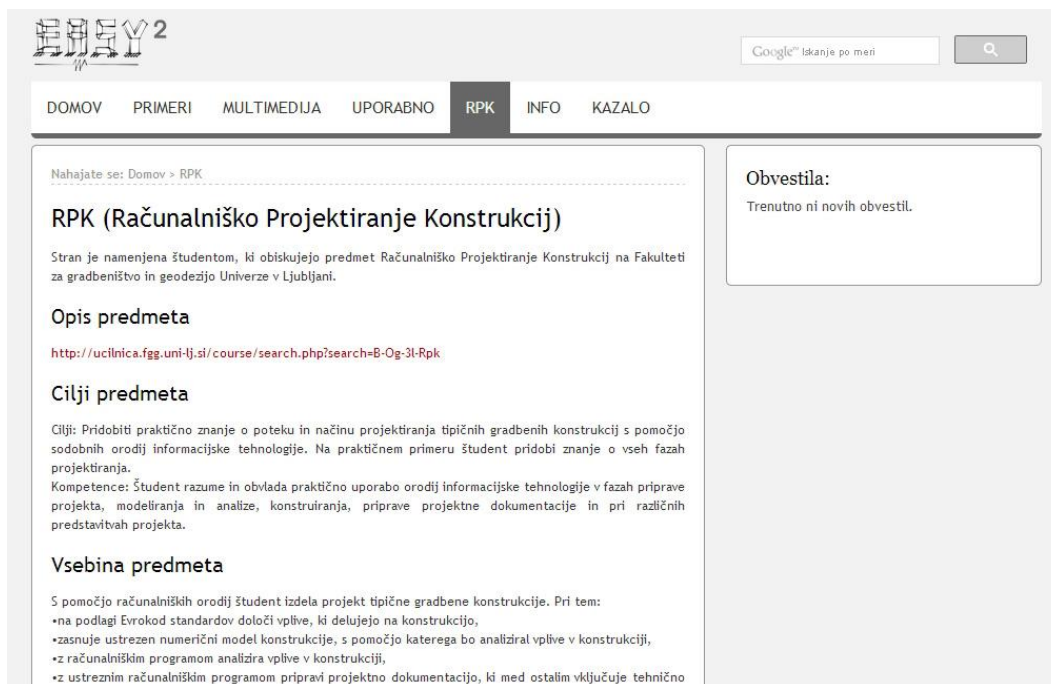 EASY 2
Google™ Iskanje po meri
DOMOV PRIMERI MULTIMEDIJA UPORABNO RPK INFO KAZALO
Nahajate se: Domov > RPK
RPK (Računalniško Projektiranje Konstrukcij)
Stran je namenjena študentom, ki obiskujejo predmet Računalniško Projektiranje Konstrukcij na Fakulteti
za gradbeništvo in geodezijo Univerze v Ljubljani.
Opis predmeta
http://ucilnica.fgg.uni-lj.si/course/search.php?search=B-Og-3l-Rpk
Cilji predmeta
Cilji: Pridobiti praktično znanje o poteku in načinu projektiranja tipičnih gradbenih konstrukcij s pomočjo
sodobnih orodij informacijske tehnologije. Na praktičnem primeru študent pridobi znanje o vseh fazah
projektiranja.
Kompetence: Študent razume in obvlada praktično uporabo orodij informacijske tehnologije v fazah priprave
projekta, modeliranja in analize, konstruiranja, priprave projektne dokumentacije in pri različnih
predstavitvah projekta.
Vsebina predmeta
S pomočjo računalniških orodij študent izdela projekt tipične gradbene konstrukcije. Pri tem:
•na podlagi Evrokod standardov določi vplive, ki delujejo na konstrukcijo,
•zasnuje ustrezen numerični model konstrukcije, s pomočjo katerega bo analiziral vplive v konstrukciji,
•z računalniškim programom analizira vplive v konstrukciji,
•z ustreznim računalniškim programom pripravi projektno dokumentacijo, ki med ostalim vključuje tehnično
Obvestila:
Trenutno ni novih obvestil.